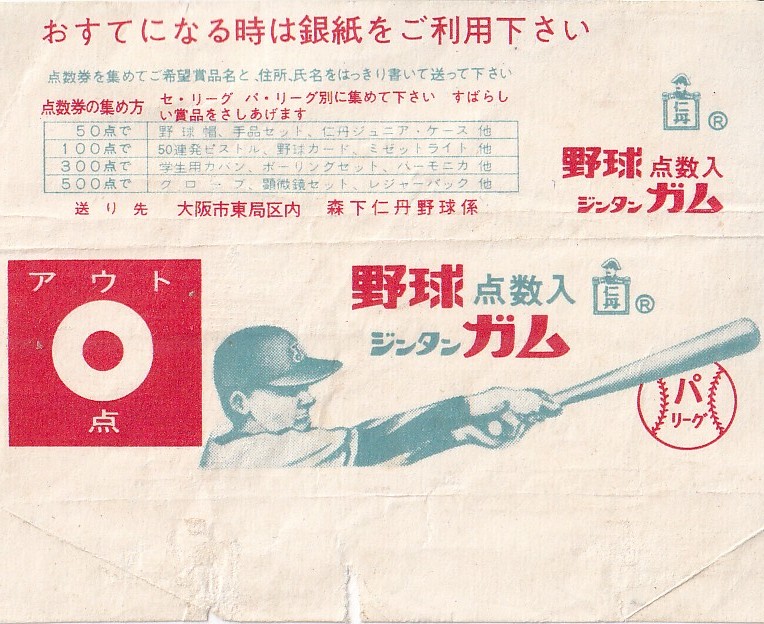 おすてになる時は銀紙をご利用下さい
点数券を集めてご希望賞品名と、住所、氏名をはっきり書いて送って下さい
点数券の集め方 セ・リーグ パ・リーグ別に集めて下さい すばらし
い賞品をさしあげます
50点で 野球帽、手品セット、仁丹ジュニア・ケース 他
100点で 50連発ピストル、野球カード、ミゼットライト 他
300点で 学生用カバン、ボーリングセット、ハーモニカ 他
500点で グローブ、顕微鏡セット、レジャーバック 他
送り先 大阪市東局区内 森下仁丹野球係
仁丹 ®
野球 点数入
ジンタン ガム
アウト
点
野球 点数入
仁丹 ®
ジンタン ガム
パ
リーグ